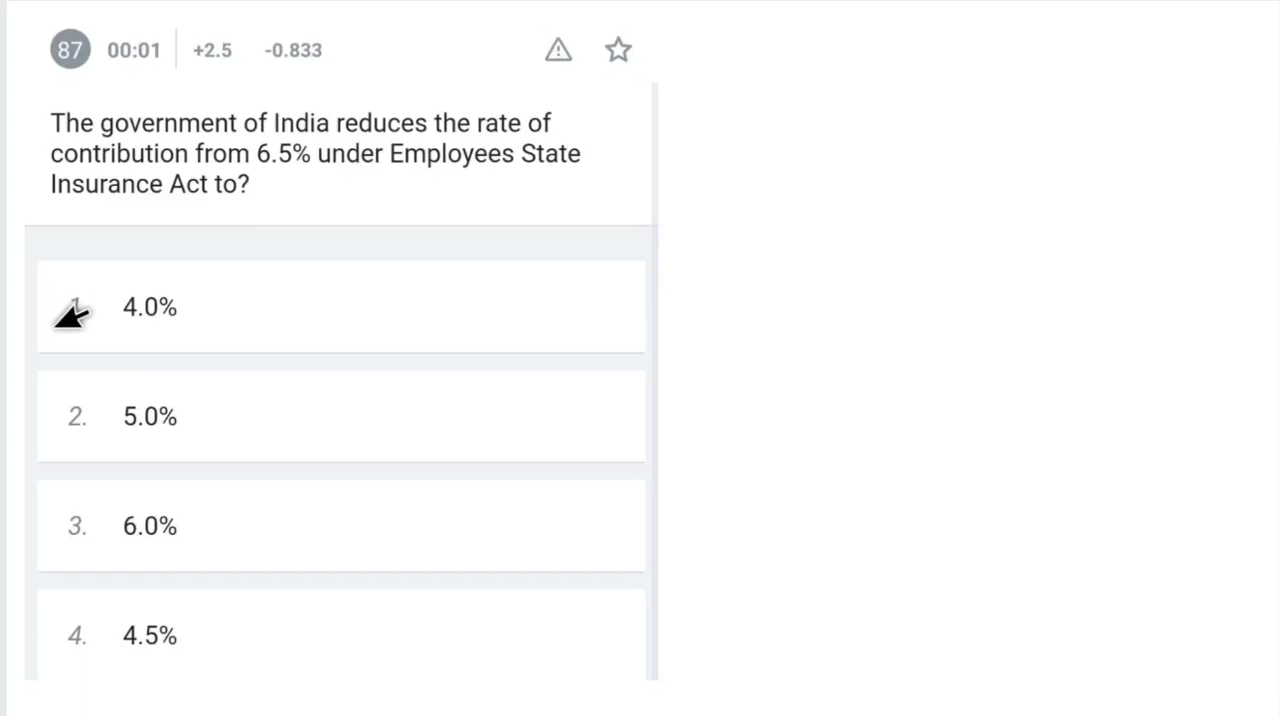 87 00:01 +2.5 -0.833
The government of India reduces the rate of
contribution from 6.5% under Employees State
Insurance Act to?
4.0%
2. 5.0%
3. 6.0%
4. 4.5%